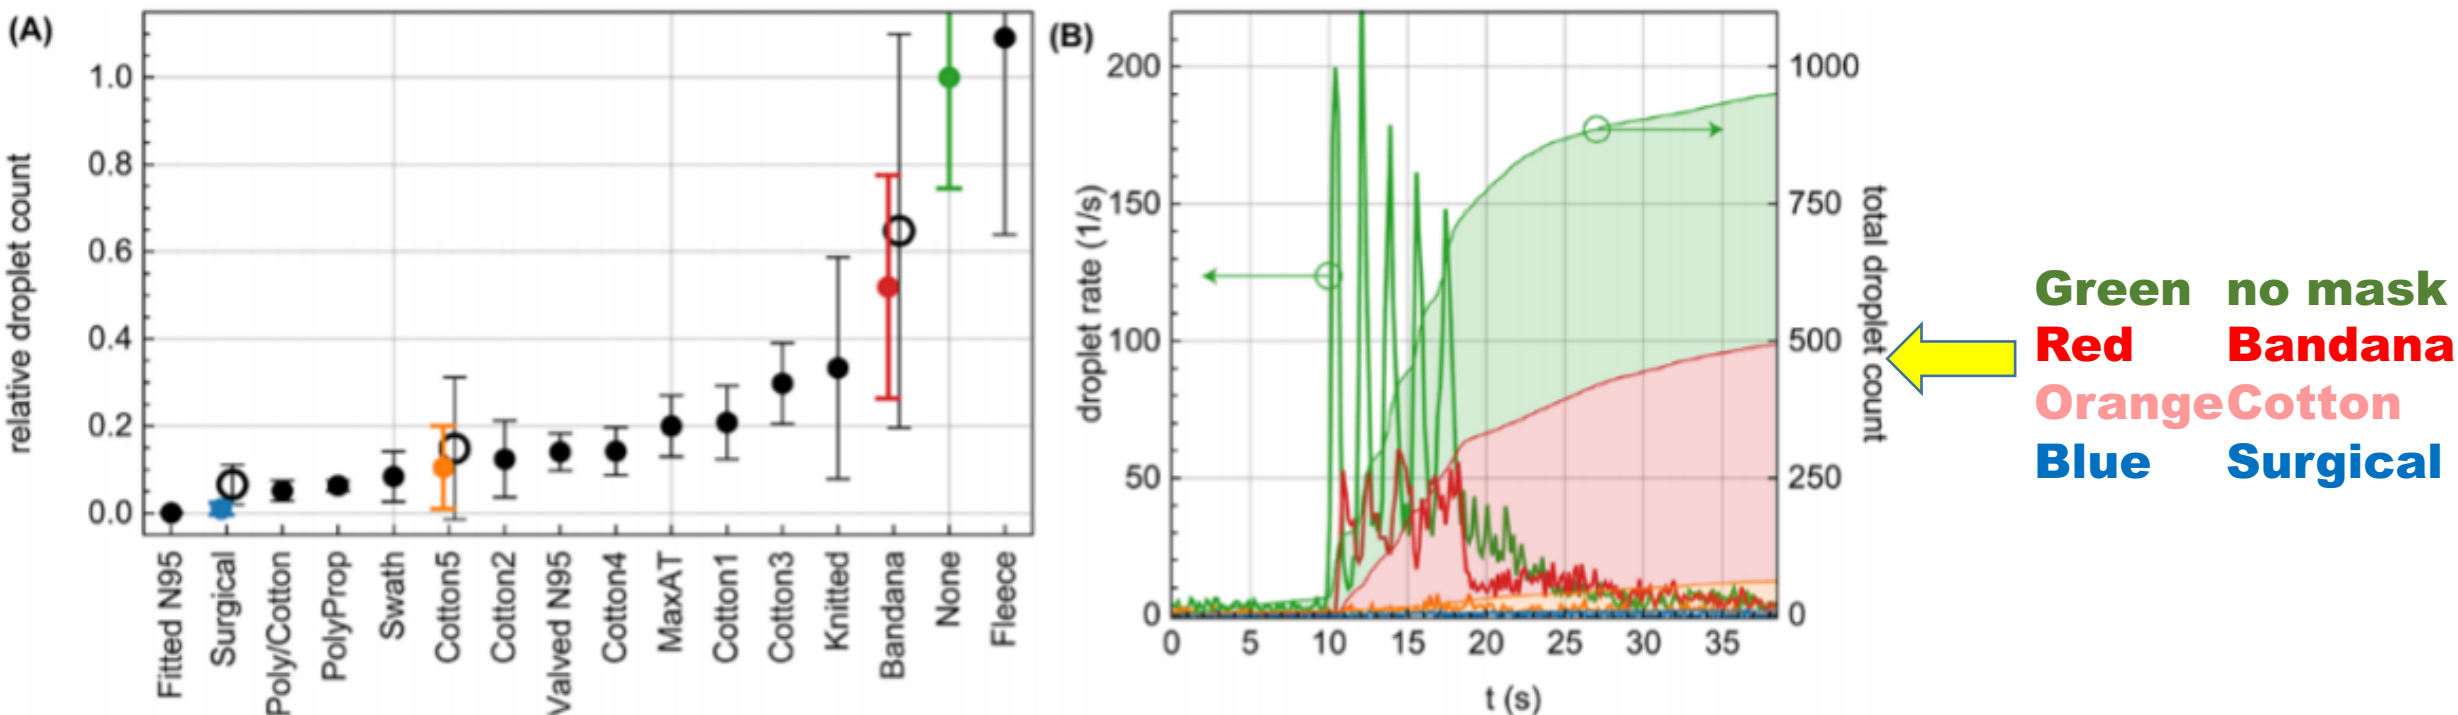 (A)
relative droplet count
1.0
0.8
0.6
0.4
0.2
0.0
Fitted N95
Surgical
Poly/Cotton
PolyProp
Swath
Cotton5
Cotton2
Valved N95
Cotton4
MaxAT
Cotton1
Cotton3
Knitted
Bandana
None
Fleece
(B)
droplet rate (1/s)
200
150
100
50
0
0 5 10 15 20 25 30 35
t (s)
1000
750
500
250
0
total droplet count
Green no mask
Red Bandana
Orange Cotton
Blue Surgical